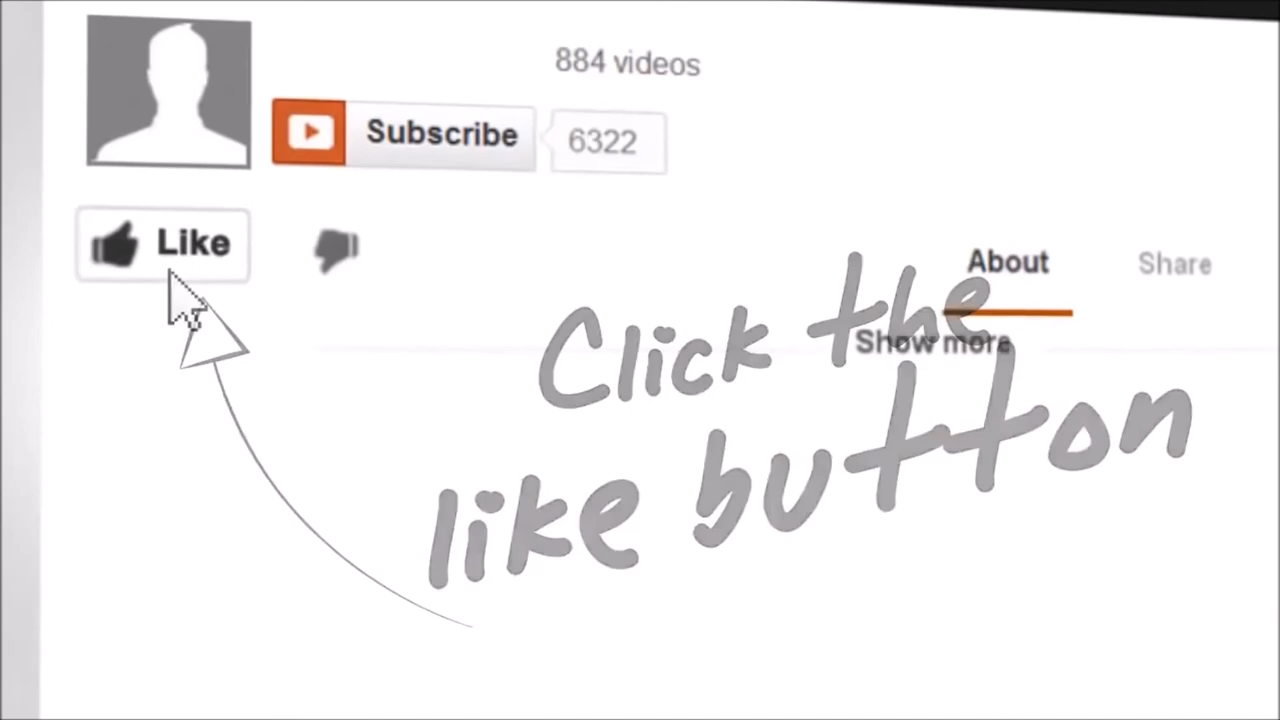 884 videos
Subscribe
6322
Like
About
Share
Show more
Click the
like button